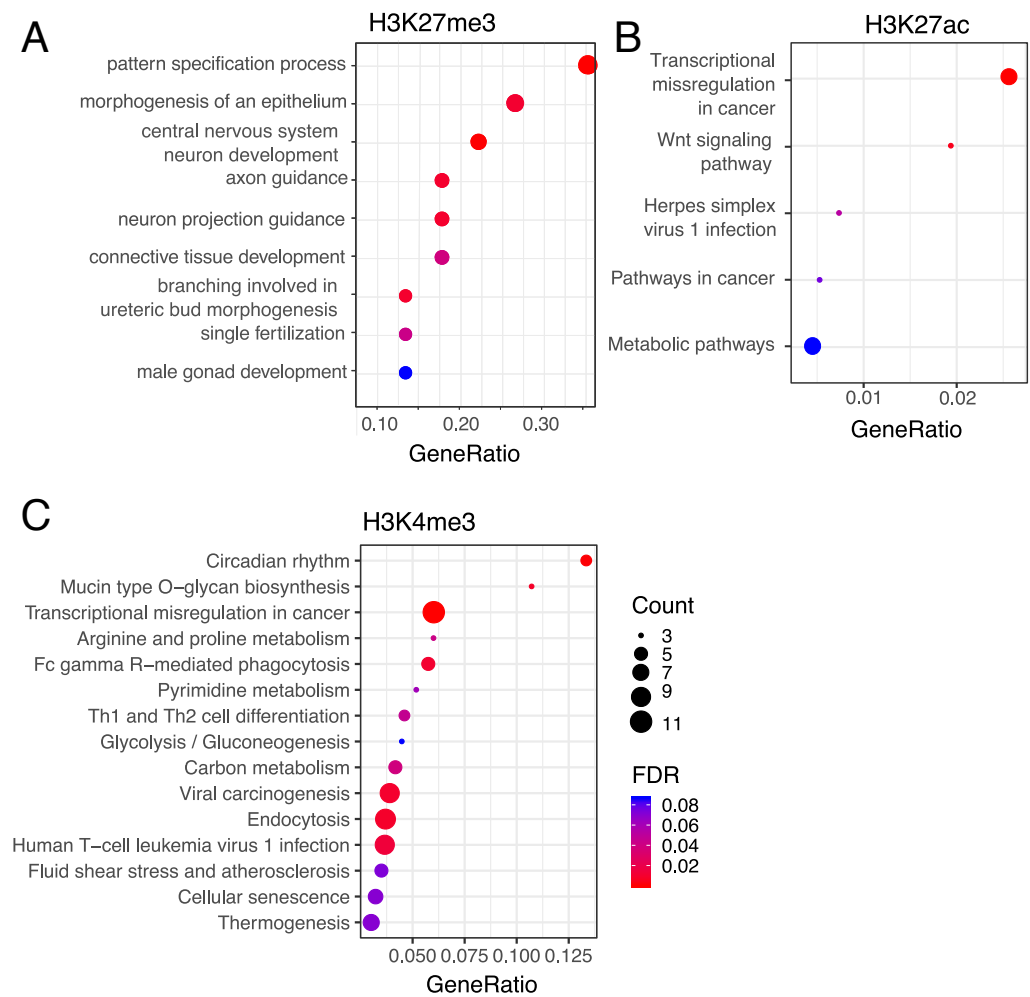 A
H3K27me3
pattern specification process
morphogenesis of an epithelium
central nervous system
neuron development
axon guidance
neuron projection guidance
connective tissue development
branching involved in
ureteric bud morphogenesis
single fertilization
male gonad development
0.10 0.20 0.30
GeneRatio
B
H3K27ac
Transcriptional
missregulation
in cancer
Wnt signaling
pathway
Herpes simplex
virus 1 infection
Pathways in cancer
Metabolic pathways
0.01 0.02
GeneRatio
C
H3K4me3
Circadian rhythm
Mucin type O−glycan biosynthesis
Transcriptional misregulation in cancer
Arginine and proline metabolism
Fc gamma R−mediated phagocytosis
Pyrimidine metabolism
Th1 and Th2 cell differentiation
Glycolysis / Gluconeogenesis
Carbon metabolism
Viral carcinogenesis
Endocytosis
Human T−cell leukemia virus 1 infection
Fluid shear stress and atherosclerosis
Cellular senescence
Thermogenesis
0.050 0.075 0.100 0.125
GeneRatio
Count
3
5
7
9
11
FDR
0.08
0.06
0.04
0.02